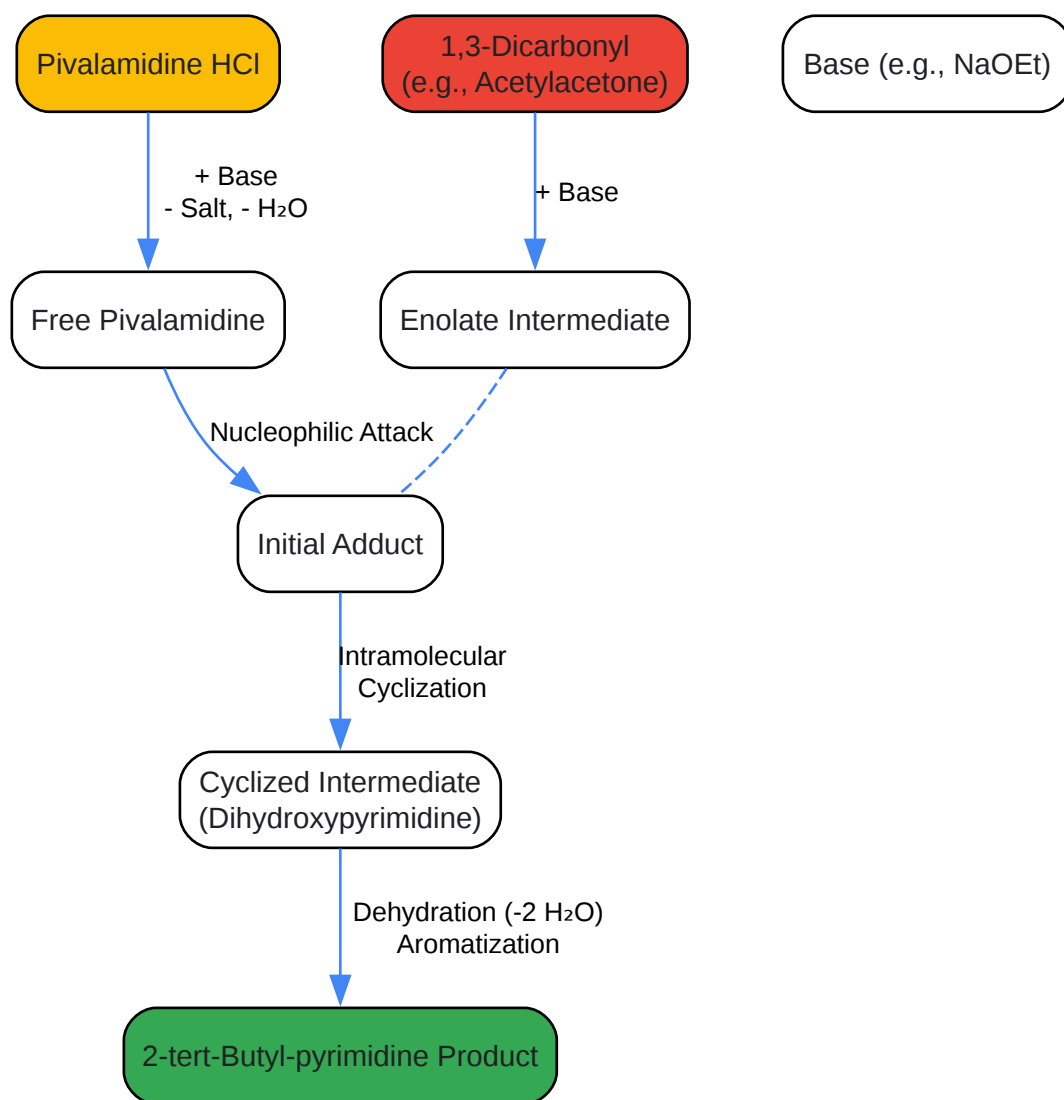 Pivalamidine HCl
1,3-Dicarbonyl
(e.g., Acetylacetone)
Base (e.g., NaOEt)
+ Base
- Salt, - H₂O
+ Base
Free Pivalamidine
Enolate Intermediate
Nucleophilic Attack
Initial Adduct
Intramolecular
Cyclization
Cyclized Intermediate
(Dihydroxypyrimidine)
Dehydration (-2 H₂O)
Aromatization
2-tert-Butyl-pyrimidine Product